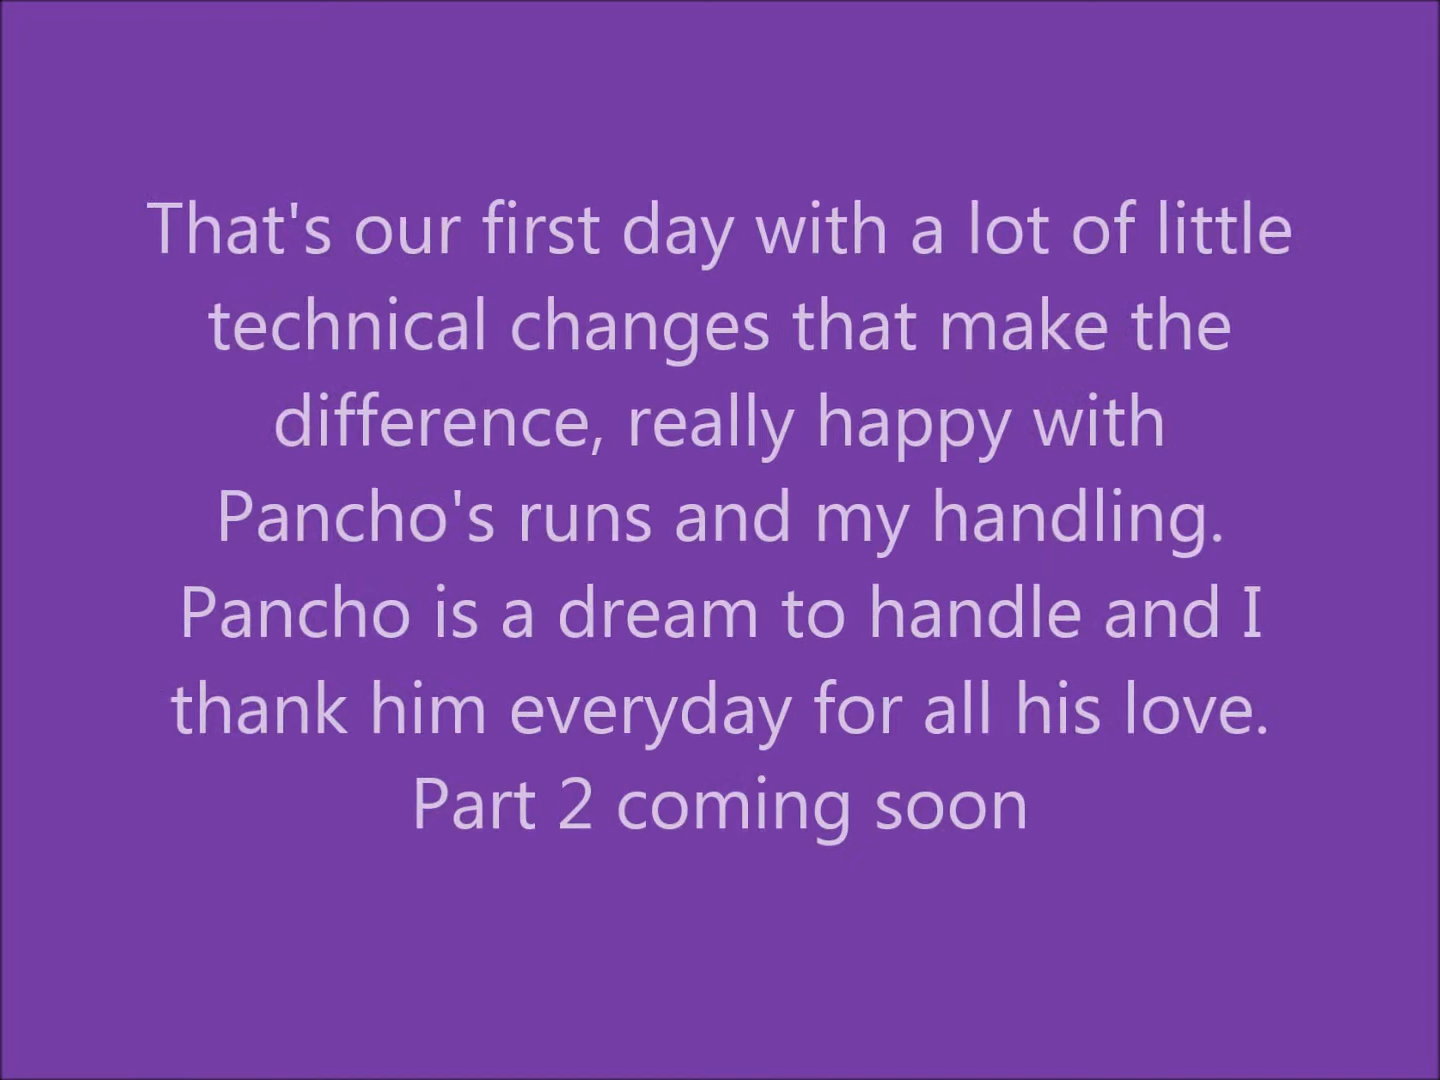 That's our first day with a lot of little
technical changes that make the
difference, really happy with
Pancho's runs and my handling.
Pancho is a dream to handle and I
thank him everyday for all his love.
Part 2 coming soon